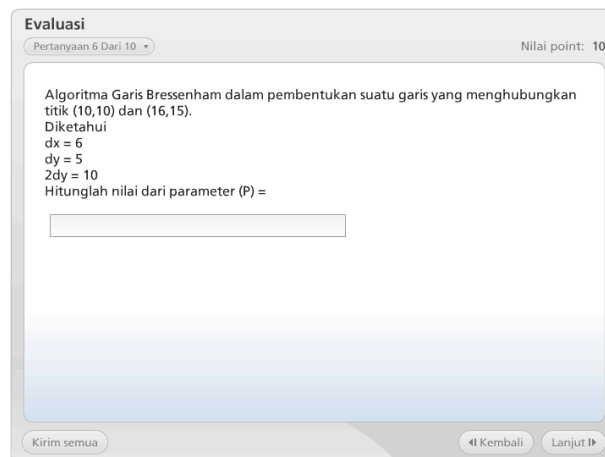 Evaluasi
Pertanyaan 6 Dari 10
Nilai point: 10
Algoritma Garis Bressenham dalam pembentukan suatu garis yang menghubungkan
titik (10,10) dan (16,15).
Diketahui
dx = 6
dy = 5
2dy = 10
Hitunglah nilai dari parameter (P) =
Kirim semua
Kembali
Lanjut